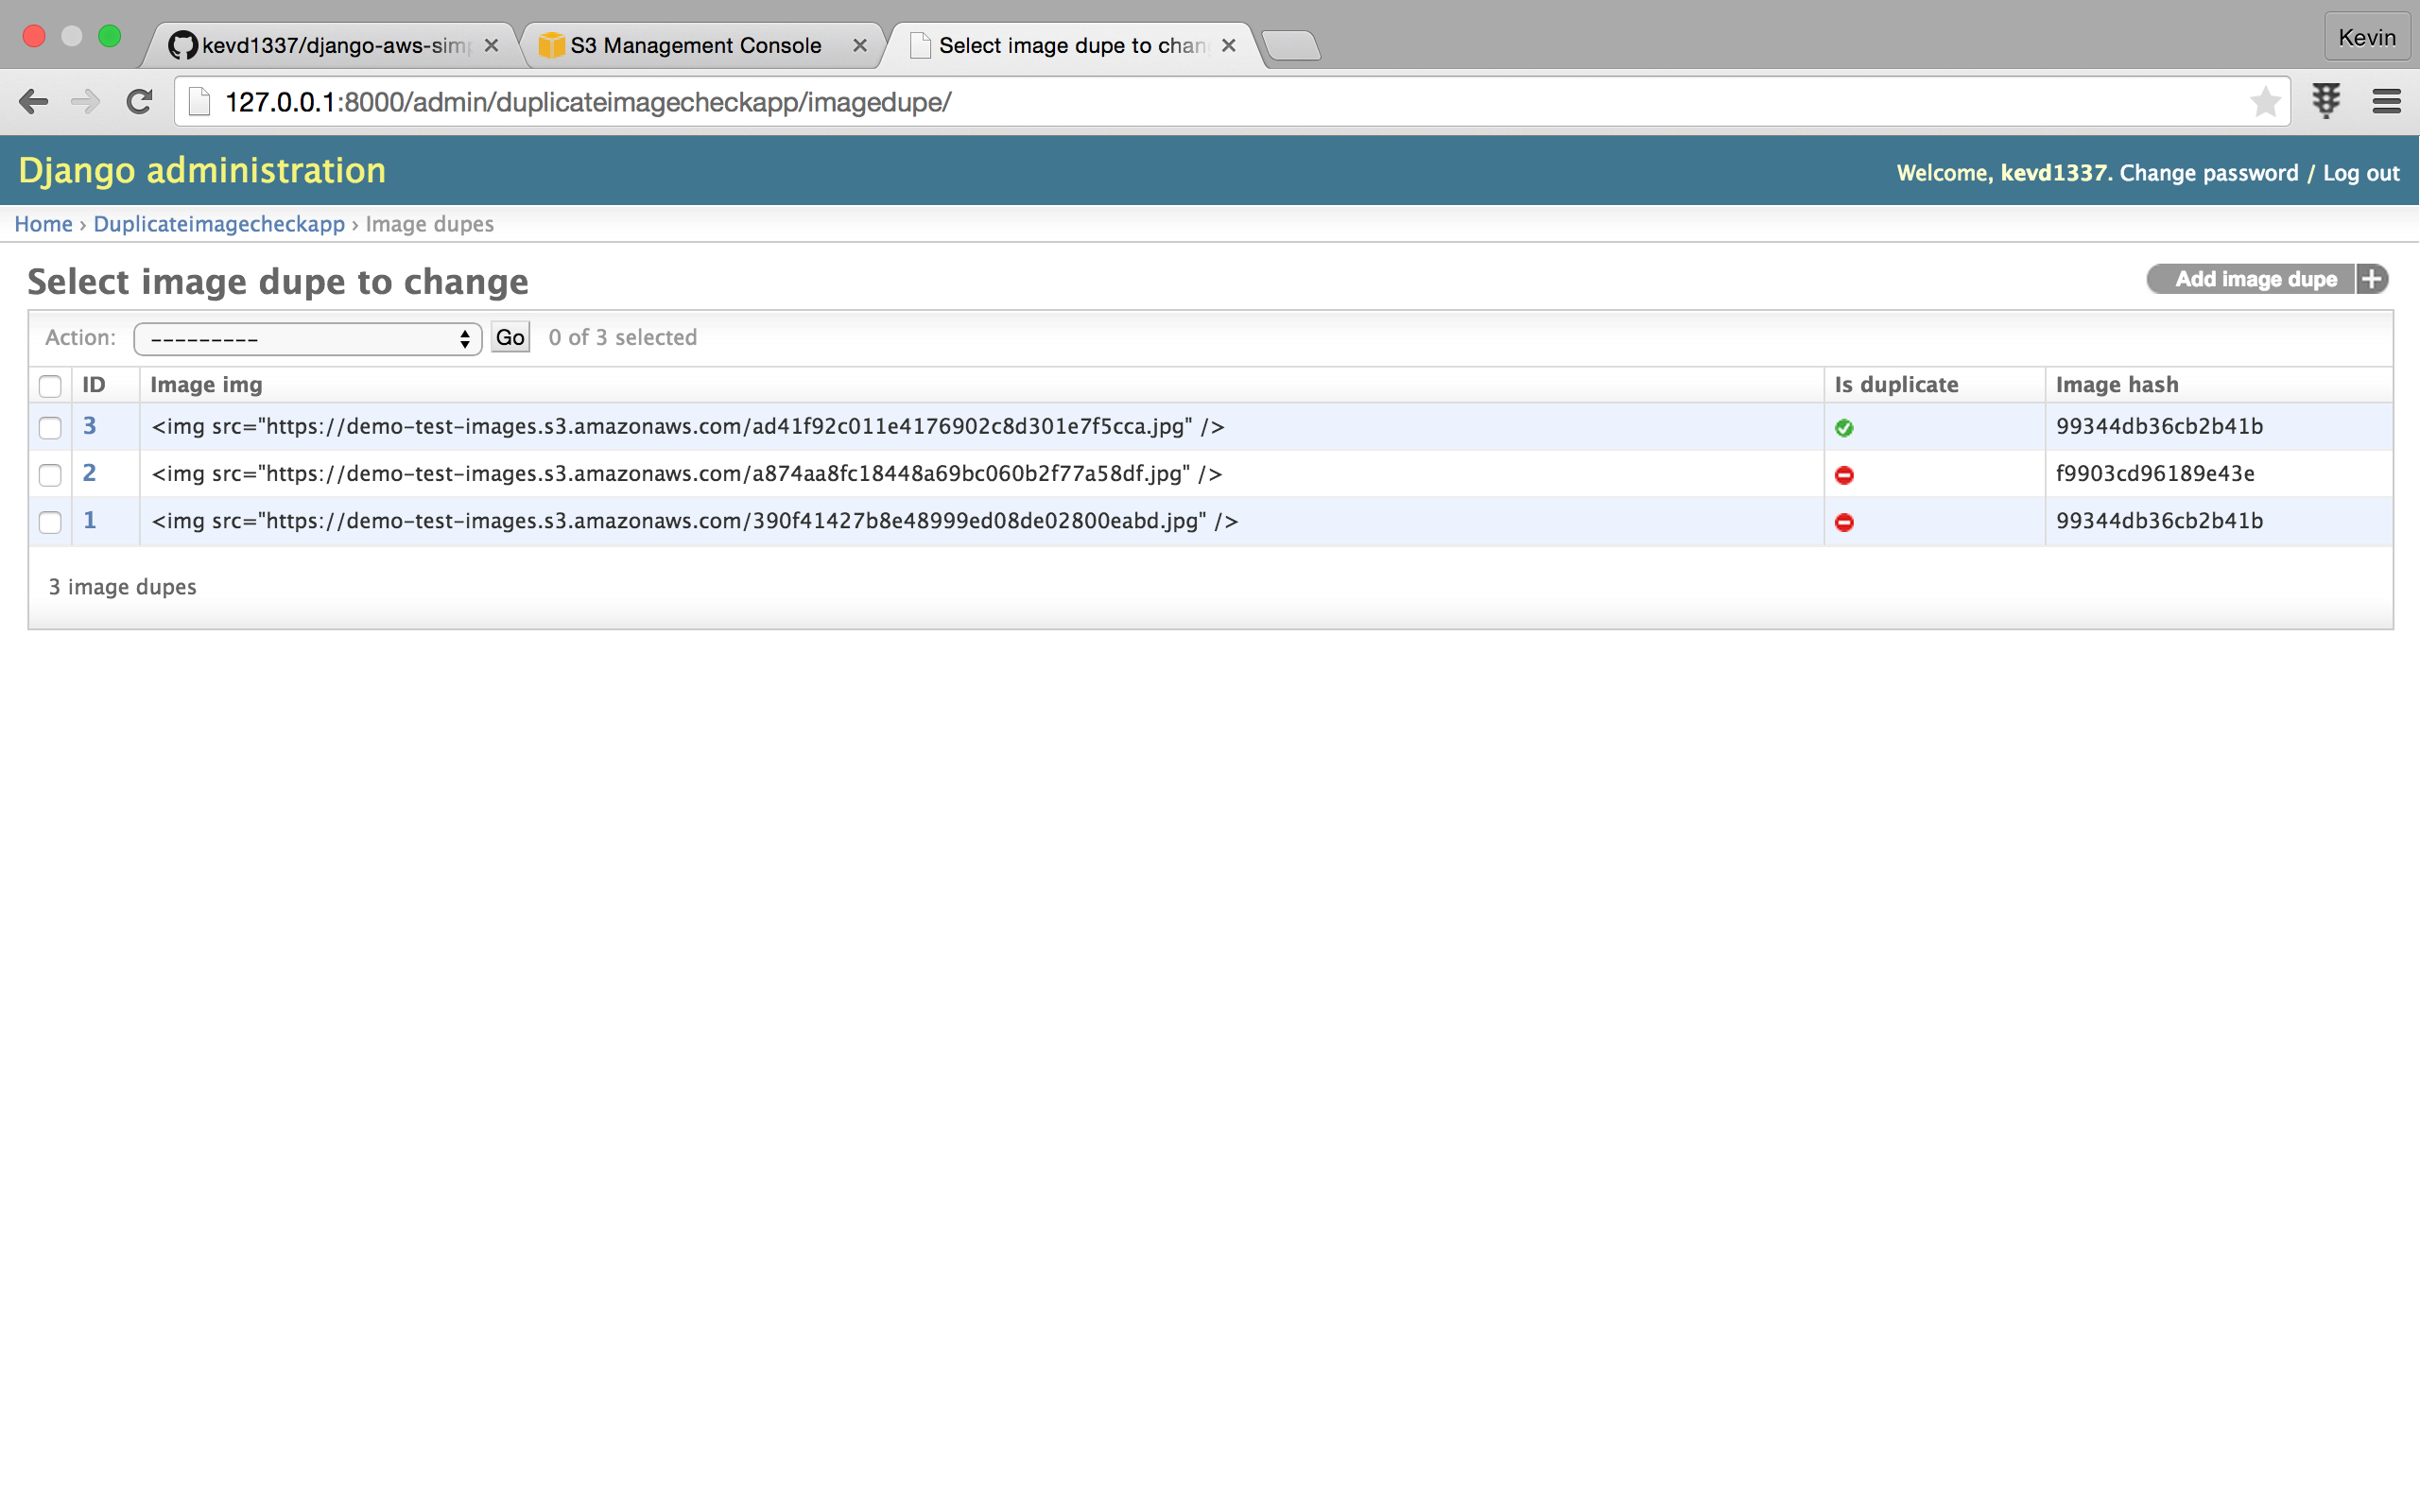 kevd1337/django-aws-sim
S3 Management Console
Select image dupe to chan
Kevin
127.0.0.1:8000/admin/duplicateimagecheckapp/imagedupe/
Django administration
Welcome, kevd1337. Change password / Log out
Home › Duplicateimagecheckapp › Image dupes
Select image dupe to change
Add image dupe +
Action: --------- Go 0 of 3 selected
ID Image img Is duplicate Image hash
3 <img src="https://demo-test-images.s3.amazonaws.com/ad41f92c011e4176902c8d301e7f5cca.jpg" /> 99344db36cb2b41b
2 <img src="https://demo-test-images.s3.amazonaws.com/a874aa8fc18448a69bc060b2f77a58df.jpg" /> f9903cd96189e43e
1 <img src="https://demo-test-images.s3.amazonaws.com/390f41427b8e48999ed08de02800eabd.jpg" /> 99344db36cb2b41b
3 image dupes